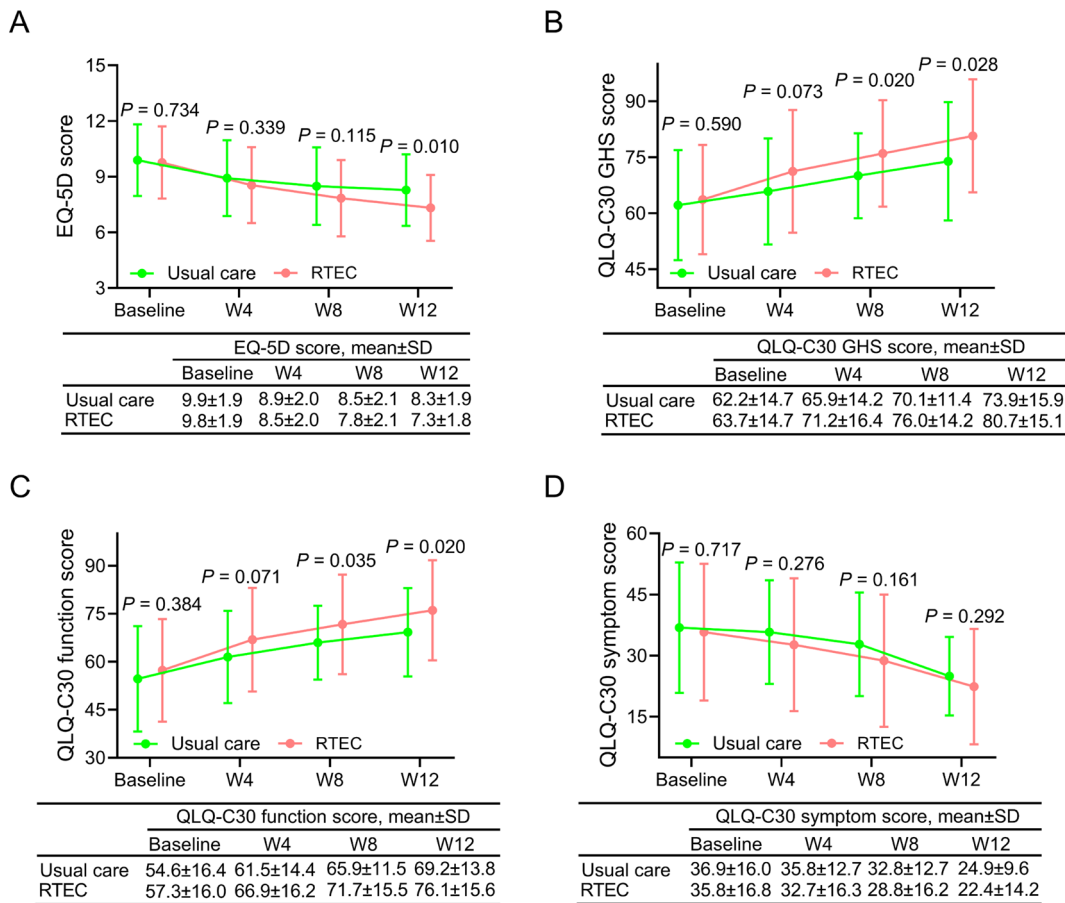 A
EQ-5D score
15
12
9
6
3
P = 0.734
P = 0.339
P = 0.115
P = 0.010
Usual care
RTEC
Baseline W4 W8 W12
EQ-5D score, mean±SD
Baseline W4 W8 W12
Usual care 9.9±1.9 8.9±2.0 8.5±2.1 8.3±1.9
RTEC 9.8±1.9 8.5±2.0 7.8±2.1 7.3±1.8
B
QLQ-C30 GHS score
90
75
60
45
P = 0.590
P = 0.073
P = 0.020
P = 0.028
Usual care
RTEC
Baseline W4 W8 W12
QLQ-C30 GHS score, mean±SD
Baseline W4 W8 W12
Usual care 62.2±14.7 65.9±14.2 70.1±11.4 73.9±15.9
RTEC 63.7±14.7 71.2±16.4 76.0±14.2 80.7±15.1
C
QLQ-C30 function score
90
75
60
45
30
P = 0.384
P = 0.071
P = 0.035
P = 0.020
Usual care
RTEC
Baseline W4 W8 W12
QLQ-C30 function score, mean±SD
Baseline W4 W8 W12
Usual care 54.6±16.4 61.5±14.4 65.9±11.5 69.2±13.8
RTEC 57.3±16.0 66.9±16.2 71.7±15.5 76.1±15.6
D
QLQ-C30 symptom score
60
45
30
15
P = 0.717
P = 0.276
P = 0.161
P = 0.292
Usual care
RTEC
Baseline W4 W8 W12
QLQ-C30 symptom score, mean±SD
Baseline W4 W8 W12
Usual care 36.9±16.0 35.8±12.7 32.8±12.7 24.9±9.6
RTEC 35.8±16.8 32.7±16.3 28.8±16.2 22.4±14.2